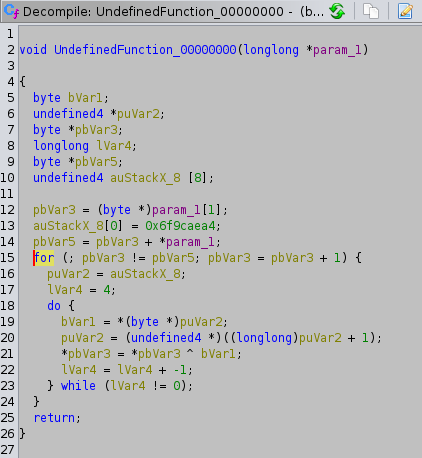 Decompile: UndefinedFunction_00000000 - (b...
1
2 void UndefinedFunction_00000000(longlong *param_1)
3
4 {
5 byte bVar1;
6 undefined4 *puVar2;
7 byte *pbVar3;
8 longlong lVar4;
9 byte *pbVar5;
10 undefined4 auStackX_8 [8];
11
12 pbVar3 = (byte *)param_1[1];
13 auStackX_8[0] = 0x6f9caea4;
14 pbVar5 = pbVar3 + *param_1;
15 for (; pbVar3 != pbVar5; pbVar3 = pbVar3 + 1) {
16 puVar2 = auStackX_8;
17 lVar4 = 4;
18 do {
19 bVar1 = *(byte *)puVar2;
20 puVar2 = (undefined4 *)((longlong)puVar2 + 1);
21 *pbVar3 = *pbVar3 ^ bVar1;
22 lVar4 = lVar4 + -1;
23 } while (lVar4 != 0);
24 }
25 return;
26 }
27